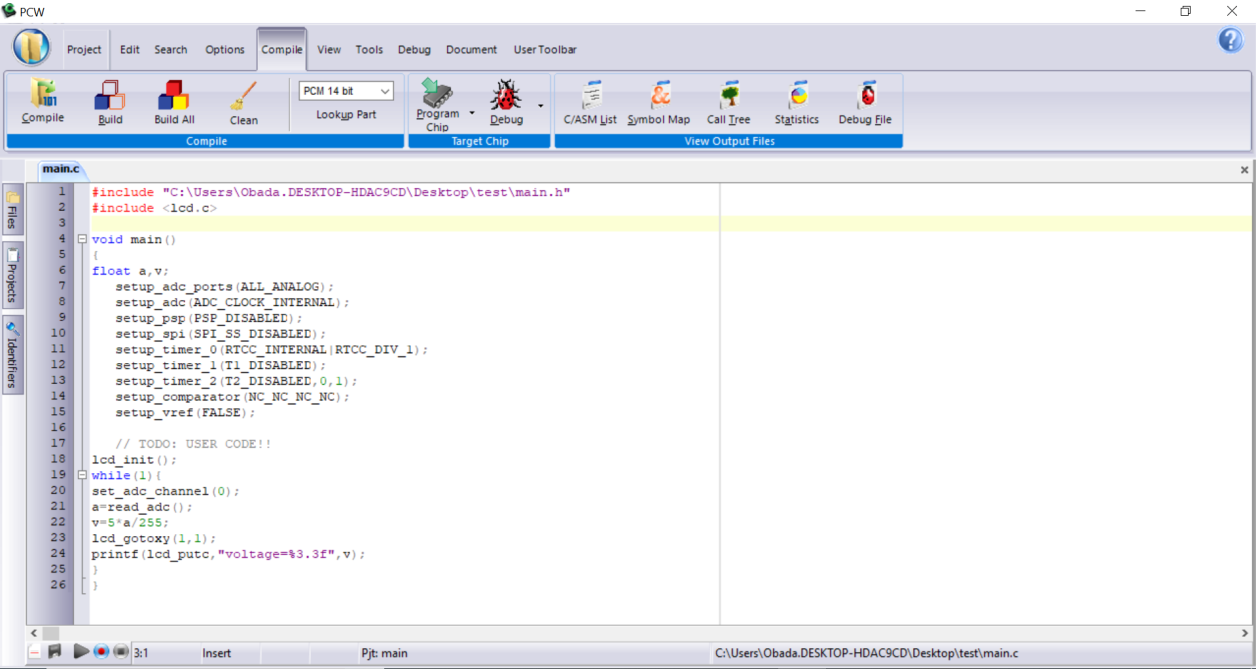 PCW
Project Edit Search Options Compile View Tools Debug Document User Toolbar
Compile Build Build All Clean PCM 14 bit Lookup Part Program Chip Debug C/ASM List Symbol Map Call Tree Statistics Debug File
Compile Target Chip View Output Files
main.c
Files
Projects
Identifiers
1 #include "C:\Users\Obada.DESKTOP-HDAC9CD\Desktop\test\main.h"
2 #include <lcd.c>
3
4 void main()
5 {
6 float a,v;
7 setup_adc_ports(ALL_ANALOG);
8 setup_adc(ADC_CLOCK_INTERNAL);
9 setup_psp(PSP_DISABLED);
10 setup_spi(SPI_SS_DISABLED);
11 setup_timer_0(RTCC_INTERNAL|RTCC_DIV_1);
12 setup_timer_1(T1_DISABLED);
13 setup_timer_2(T2_DISABLED,0,1);
14 setup_comparator(NC_NC_NC_NC);
15 setup_vref(FALSE);
16
17 // TODO: USER CODE!!
18 lcd_init();
19 while(1){
20 set_adc_channel(0);
21 a=read_adc();
22 v=5*a/255;
23 lcd_gotoxy(1,1);
24 printf(lcd_putc,"voltage=%3.3f",v);
25 }
26 }
3:1 Insert Pjt: main C:\Users\Obada.DESKTOP-HDAC9CD\Desktop\test\main.c